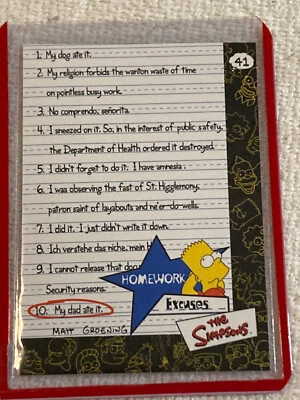 41
1. My dog ate it.
2. My religion forbids the wanton waste of time
on pointless busy work.
3. No comprendo, señorita.
4. I sneezed on it. So, in the interest of public safety,
the Department of Health ordered it destroyed.
5. I didn't forget to do it. I have amnesia.
6. I was observing the fast of St. Higglemony,
patron saint of layabouts and ne'er-do-wells.
7. I did it. I just didn't write it down.
8. Ich verstehe das niche, mein
9. I cannot release that
Security reasons.
10. My dad ate it.
MATT GROENING
HOMEWORK
Excuses
The Simpsons